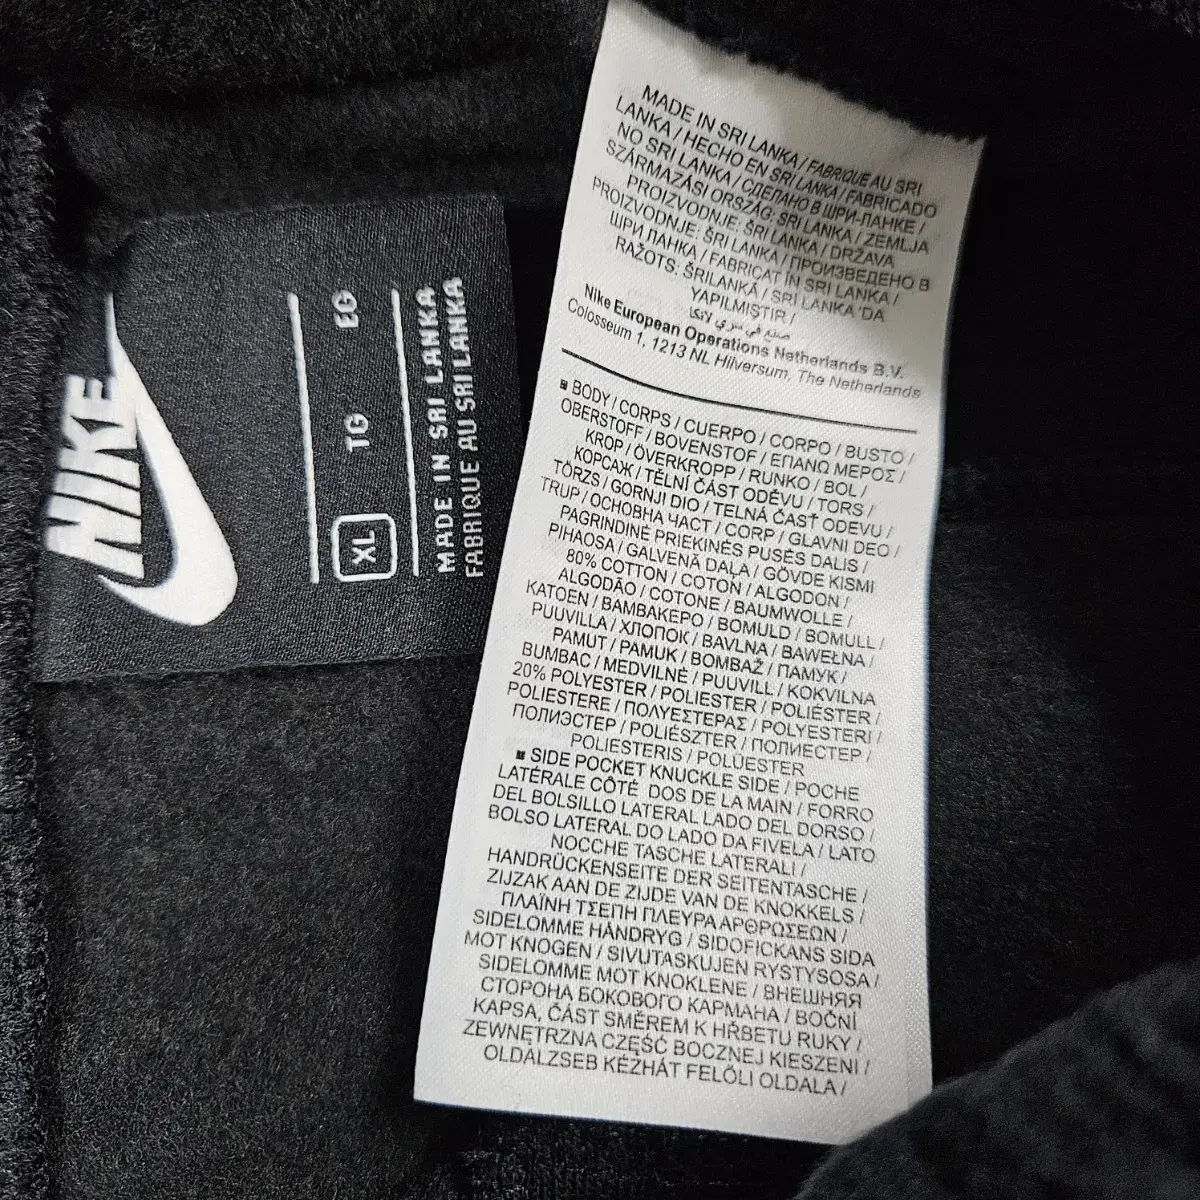 NIKE
XL TG EG
MADE IN SRI LANKA
FABRIQUE AU SRI LANKA
MADE IN SRI LANKA / FABRIQUÉ AU SRI
LANKA / HECHO EN SRI LANKA / FABRICADO
NO SRI LANKA / СДЕЛАНО В ШРИ-ЛАНКЕ /
SZÁRMAZÁSI ORSZÁG: SRI LANKA / ZEMLJA
PROIZVODNJE: ŠRI LANKA / DRŽAVA
PROIZVODNJE: ŠRI LANKA / ПРОИЗВЕДЕНО В
ШРИ ЛАНКА / FABRICAT ÎN SRI LANKA /
RAŽOTS: ŠRILANKĀ / SRI LANKA 'DA
YAPILMIŞTIR /
صنع في سري لانكا
Nike European Operations Netherlands B.V.
Colosseum 1, 1213 NL Hilversum, The Netherlands
■ BODY / CORPS / CUERPO / CORPO / BUSTO /
OBERSTOFF / BOVENSTOF / ΕΠΑΝΩ ΜΕΡΟΣ /
KROP / ÖVERKROPP / RUNKO / BOL /
КОРСАЖ / TĚLNÍ ČÁST ODĚVU / TORS /
TÖRZS / GORNJI DIO / TELNÁ ČASŤ ODEVU /
TRUP / ОСНОВНА ЧАСТ / CORP / GLAVNI DEO /
PAGRINDINĖ PRIEKINĖS PUSĖS DALIS /
PIHAOSA / GALVENĀ DAĻA / GÖVDE KISMI
80% COTTON / COTON / ALGODON /
ALGODÃO / COTONE / BAUMWOLLE /
KATOEN / ΒΑΜΒΑΚΕΡΟ / BOMULD / BOMULL /
PUUVILLA / ХЛОПОК / BAVLNA / BAWEŁNA /
PAMUT / PAMUK / BOMBAŽ / ПАМУК /
BUMBAC / MEDVILNĖ / PUUVILL / KOKVILNA
20% POLYESTER / POLIESTER / POLIÉSTER /
POLIESTERE / ΠΟΛΥΕΣΤΕΡΑΣ / POLYESTERI /
ПОЛИЭСТЕР / POLIÉSZTER / ПОЛИЕСТЕР /
POLIESTERIS / POLÜESTER
■ SIDE POCKET KNUCKLE SIDE / POCHE
LATÉRALE CÔTÉ DOS DE LA MAIN / FORRO
DEL BOLSILLO LATERAL LADO DEL DORSO /
BOLSO LATERAL DO LADO DA FIVELA / LATO
NOCCHE TASCHE LATERALI /
HANDRÜCKENSEITE DER SEITENTASCHE /
ZIJZAK AAN DE ZIJDE VAN DE KNOKKELS /
ΠΛΑΪΝΗ ΤΣΕΠΗ ΠΛΕΥΡΑ ΑΡΘΡΩΣΕΩΝ /
SIDELOMME HÅNDRYG / SIDOFICKANS SIDA
MOT KNOGEN / SIVUTASKUJEN RYSTYSOSA /
SIDELOMME MOT KNOKLENE / ВНЕШНЯЯ
СТОРОНА БОКОВОГО КАРМАНА / BOČNÍ
KAPSA, ČÁST SMĚREM K HŘBETU RUKY /
ZEWNĘTRZNA CZĘŚĆ BOCZNEJ KIESZENI /
OLDALZSEB KÉZHÁT FELŐLI OLDALA /